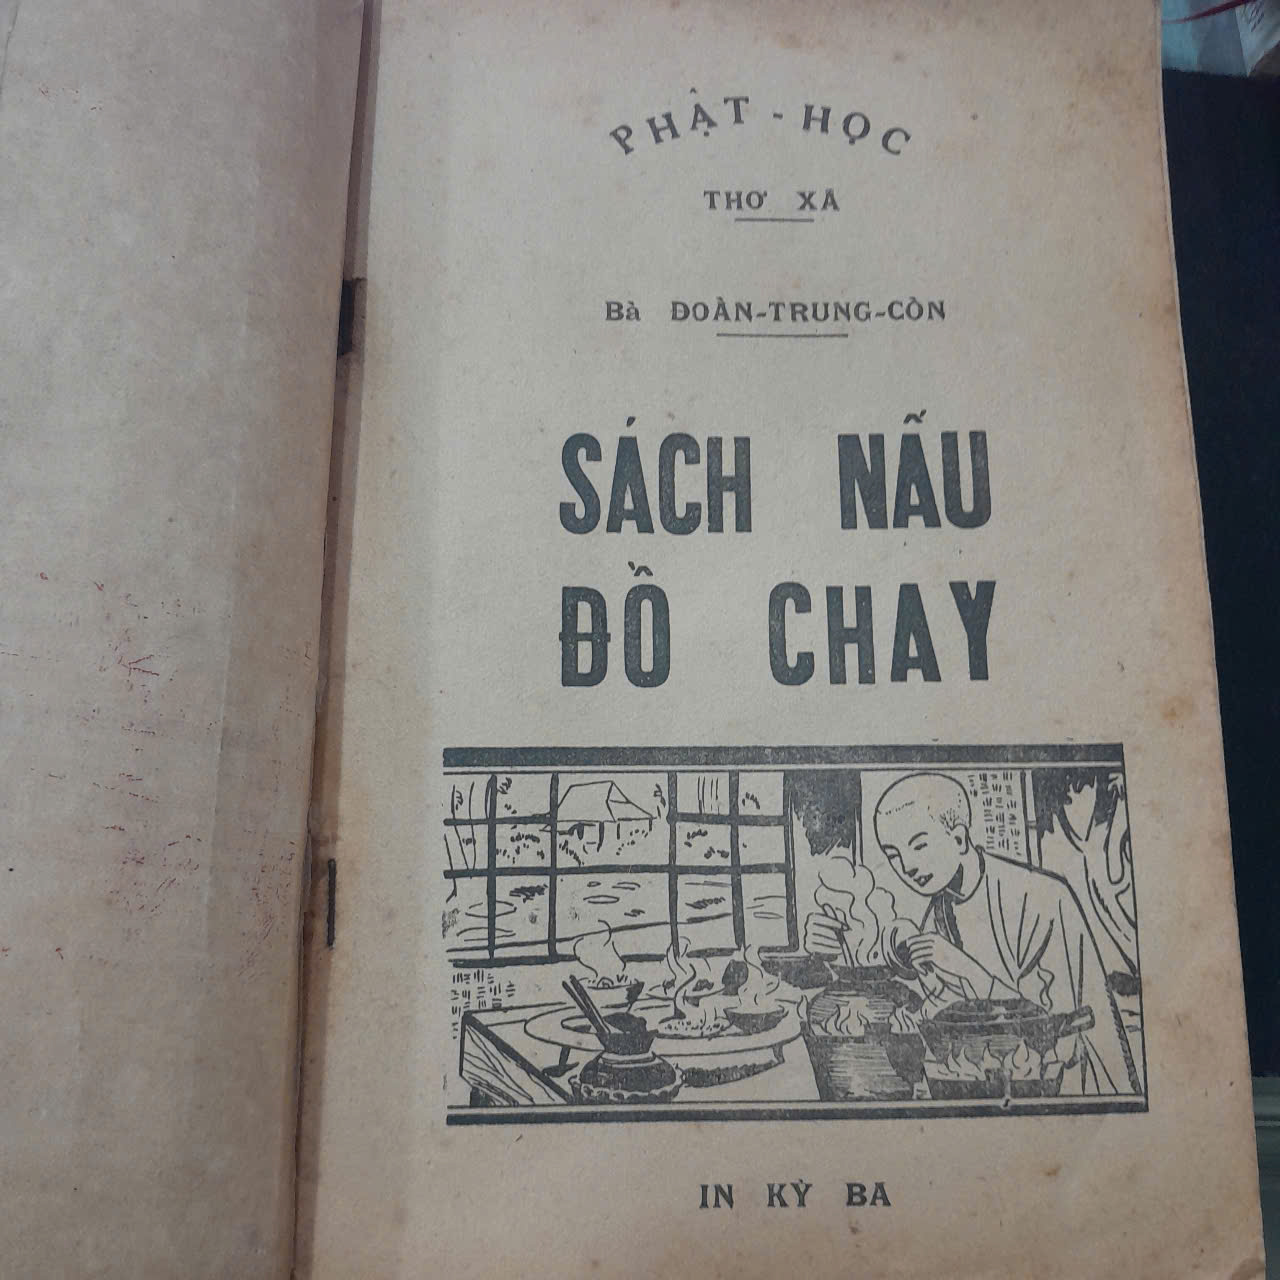 PHẬT - HỌC
THƠ XÃ
Bà ĐOÀN-TRUNG-CÒN
SÁCH NẤU
ĐỒ CHAY
IN KỲ BA